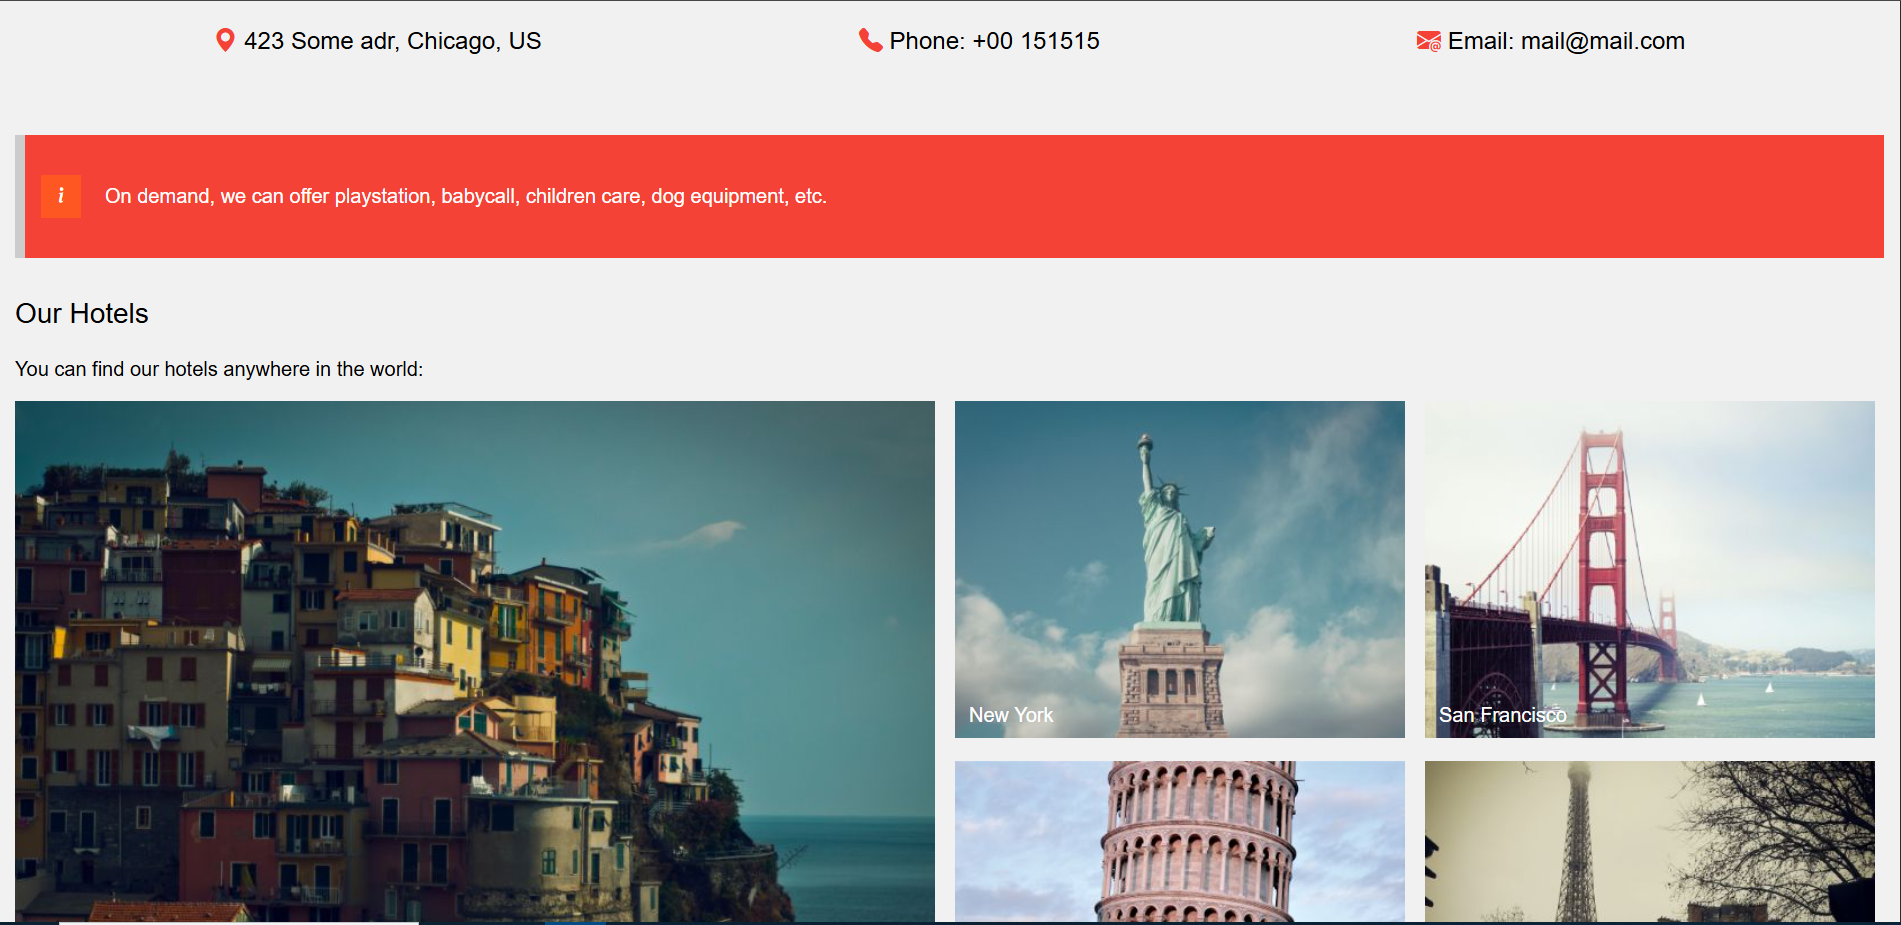 423 Some adr, Chicago, US
Phone: +00 151515
Email: mail@mail.com
i
On demand, we can offer playstation, babycall, children care, dog equipment, etc.
Our Hotels
You can find our hotels anywhere in the world:
New York
San Francisco